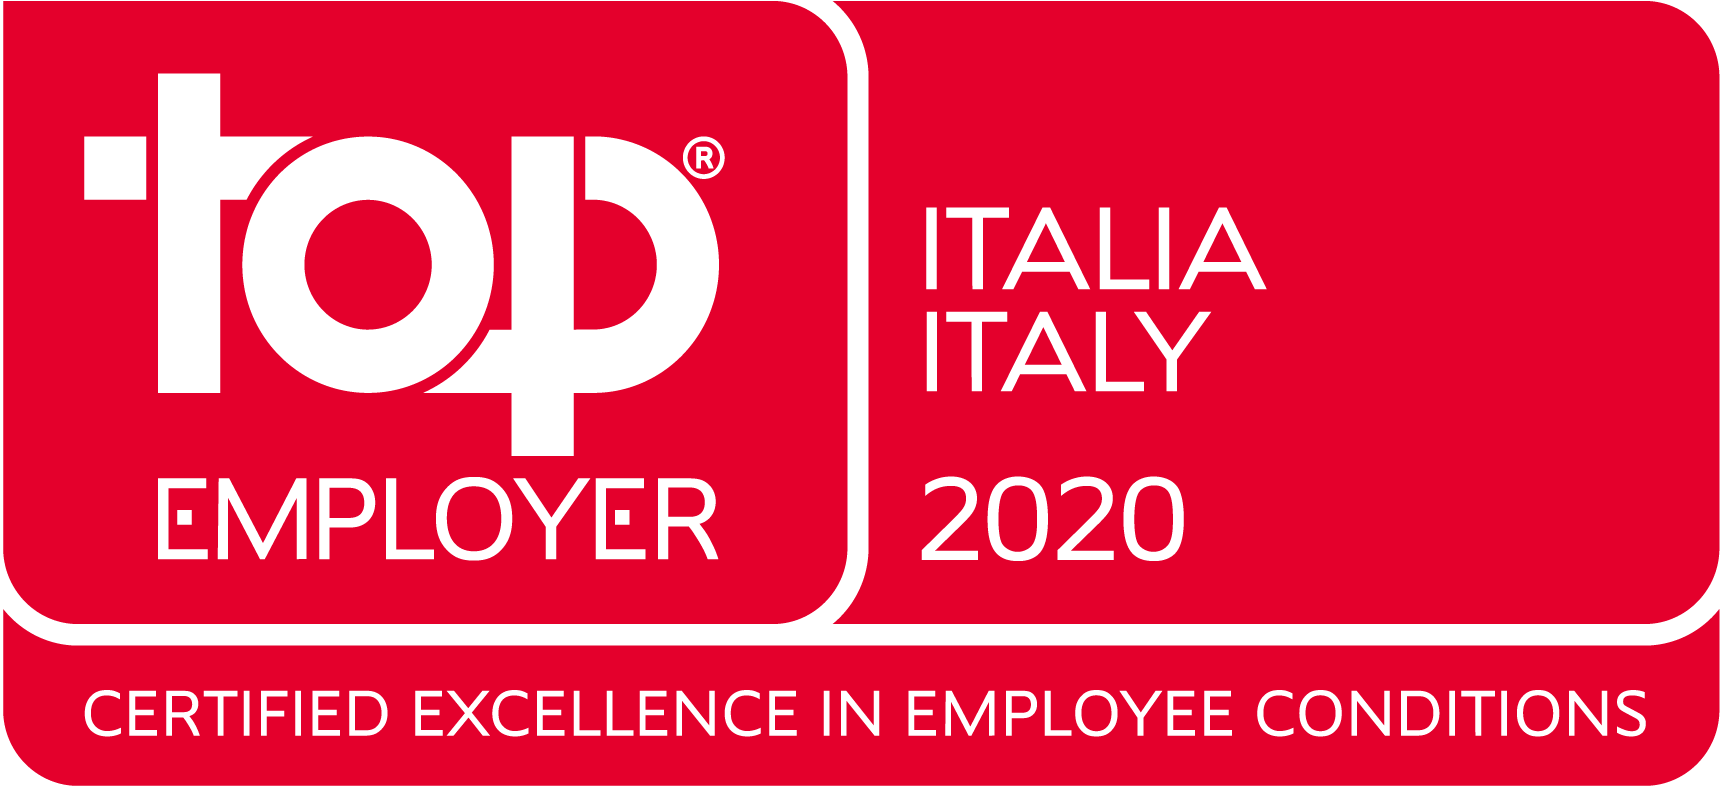 top®
EMPLOYER
ITALIA
ITALY
2020
CERTIFIED EXCELLENCE IN EMPLOYEE CONDITIONS